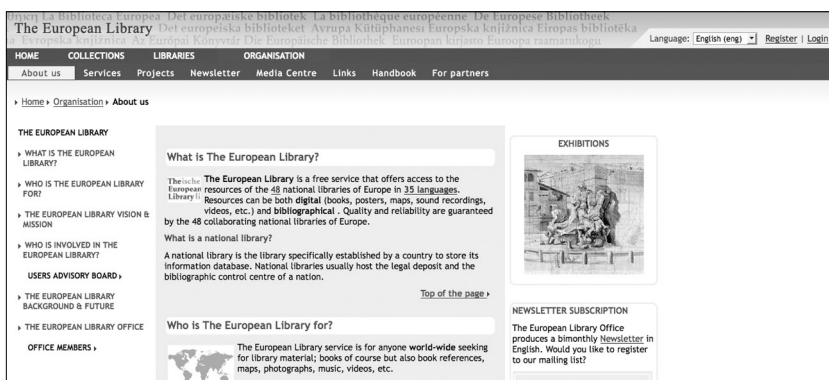 The European Library
Language: English (eng) Register | Login
HOME COLLECTIONS LIBRARIES ORGANISATION
About us Services Projects Newsletter Media Centre Links Handbook For partners
Home Organisation About us
THE EUROPEAN LIBRARY
WHAT IS THE EUROPEAN
LIBRARY?
WHO IS THE EUROPEAN LIBRARY
FOR?
THE EUROPEAN LIBRARY VISION &
MISSION
WHO IS INVOLVED IN THE
EUROPEAN LIBRARY?
USERS ADVISORY BOARD
THE EUROPEAN LIBRARY
BACKGROUND & FUTURE
THE EUROPEAN LIBRARY OFFICE
OFFICE MEMBERS
What is The European Library?
The European Library is a free service that offers access to the
resources of the 48 national libraries of Europe in 35 languages.
Resources can be both digital (books, posters, maps, sound recordings,
videos, etc.) and bibliographical . Quality and reliability are guaranteed
by the 48 collaborating national libraries of Europe.
What is a national library?
A national library is the library specifically established by a country to store its
information database. National libraries usually host the legal deposit and the
bibliographic control centre of a nation.
Top of the page
Who is The European Library for?
The European Library service is for anyone world-wide seeking
for library material; books of course but also book references,
maps, photographs, music, videos, etc.
EXHIBITIONS
NEWSLETTER SUBSCRIPTION
The European Library Office
produces a bimonthly Newsletter in
English. Would you like to register
to our mailing list?